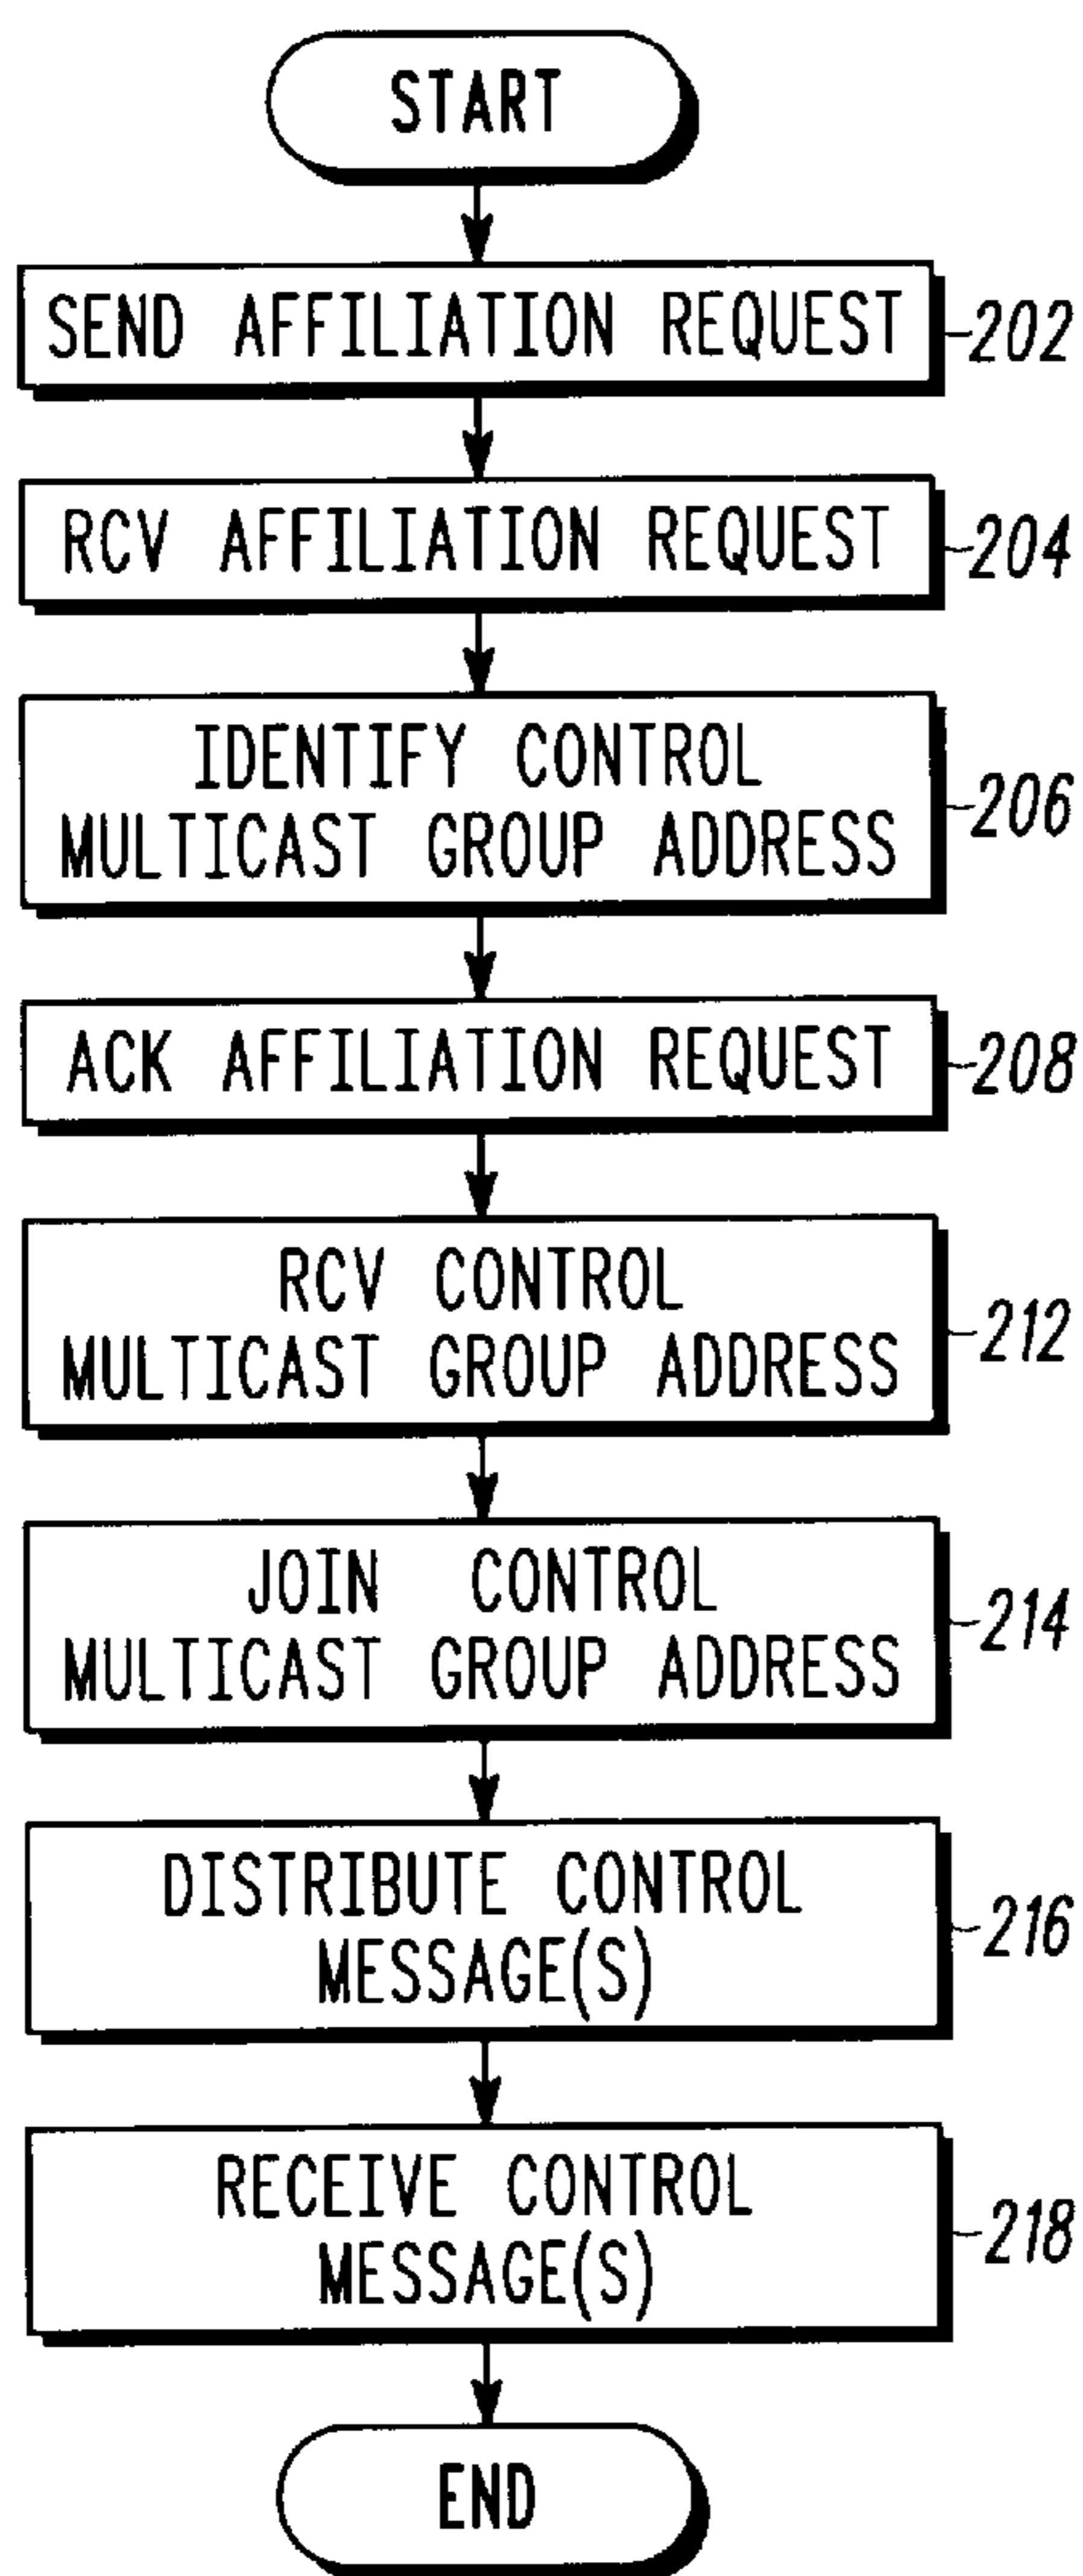 START
SEND AFFILIATION REQUEST
202
RCV AFFILIATION REQUEST
204
IDENTIFY CONTROL
MULTICAST GROUP ADDRESS
206
ACK AFFILIATION REQUEST
208
RCV CONTROL
MULTICAST GROUP ADDRESS
212
JOIN CONTROL
MULTICAST GROUP ADDRESS
214
DISTRIBUTE CONTROL
MESSAGE(S)
216
RECEIVE CONTROL
MESSAGE(S)
218
END